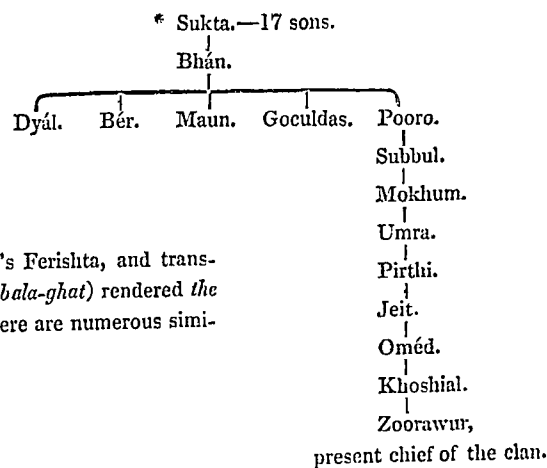 * Sukta.—17 sons.
Bhán.
Dyál. Bér. Maun. Goculdas. Pooro.
Subbul.
Mokhum.
Umra.
's Ferishta, and trans-
Pirthi.
bala-ghat) rendered the
Jeit.
ere are numerous simi-
Oméd.
Khoshial.
Zoorawur,
present chief of the clan.